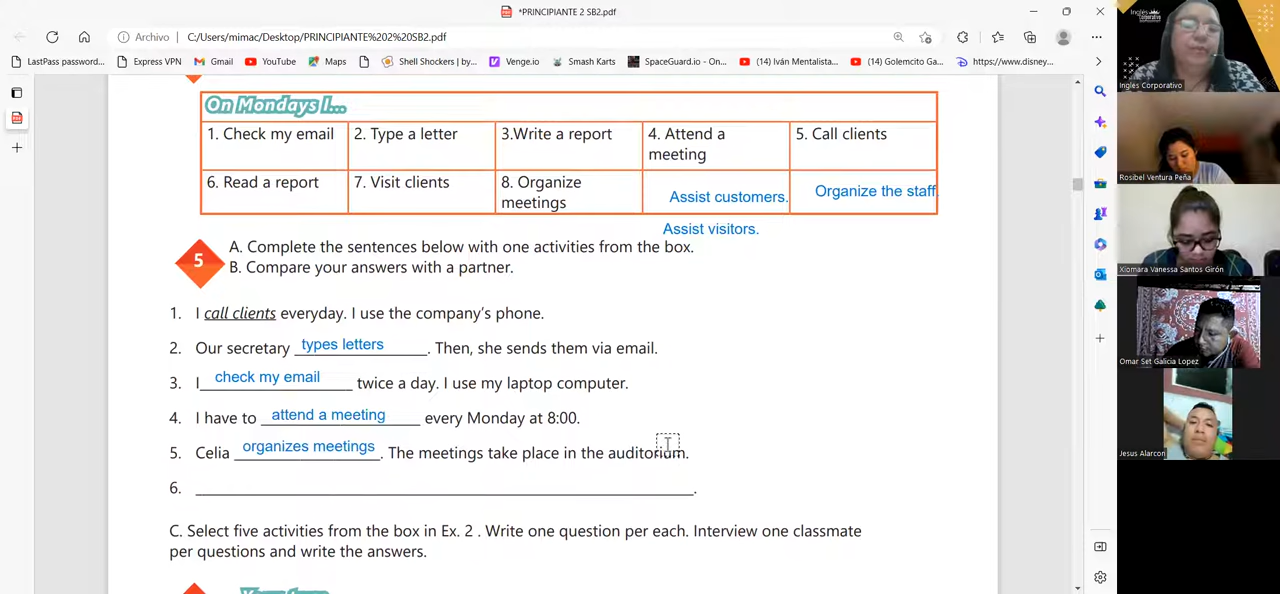 *PRINCIPIANTE 2 SB2.pdf
Archivo | C:/Users/mimac/Desktop/PRINCIPIANTE%202%20SB2.pdf
LastPass password... Express VPN Gmail YouTube Maps Shell Shockers | by... Venge.io Smash Karts SpaceGuard.io - On... (14) Iván Mentalista... (14) Golemcito Ga... https://www.disney...
On Mondays I...
1. Check my email 2. Type a letter 3.Write a report 4. Attend a meeting 5. Call clients
6. Read a report 7. Visit clients 8. Organize meetings Assist customers. Organize the staff.
Assist visitors.
5
A. Complete the sentences below with one activities from the box.
B. Compare your answers with a partner.
1. I call clients everyday. I use the company's phone.
2. Our secretary types letters. Then, she sends them via email.
3. I check my email twice a day. I use my laptop computer.
4. I have to attend a meeting every Monday at 8:00.
5. Celia organizes meetings. The meetings take place in the auditorium.
6. ______.
C. Select five activities from the box in Ex. 2 . Write one question per each. Interview one classmate
per questions and write the answers.
Inglés Corporativo
Inglés Corporativo
Rosibel Ventura Peña
Xiomara Vanessa Santos Girón
Omar Set Galicia Lopez
Jesus Alarcon